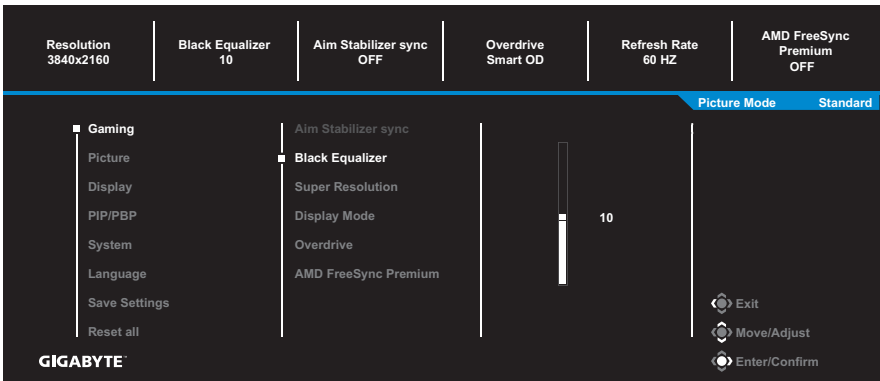 Resolution
3840x2160
Black Equalizer
10
Aim Stabilizer sync
OFF
Overdrive
Smart OD
Refresh Rate
60 HZ
AMD FreeSync
Premium
OFF
Picture Mode Standard
Gaming
Picture
Display
PIP/PBP
System
Language
Save Settings
Reset all
Aim Stabilizer sync
Black Equalizer
Super Resolution
Display Mode
Overdrive
AMD FreeSync Premium
10
Exit
Move/Adjust
Enter/Confirm
GIGABYTE™